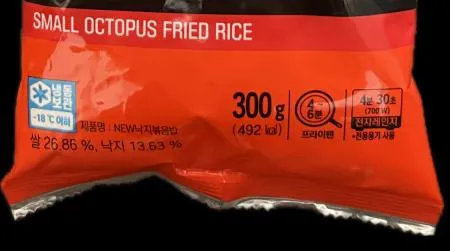 SMALL OCTOPUS FRIED RICE
냉동보관
-18℃ 이하
제품명 : NEW낙지볶음밥
쌀 26.86 %, 낙지 13.63 %
300 g
(492 kcal)
4~6분
프라이팬
4분 30초
(700 W)
전자레인지
*전용용기 사용